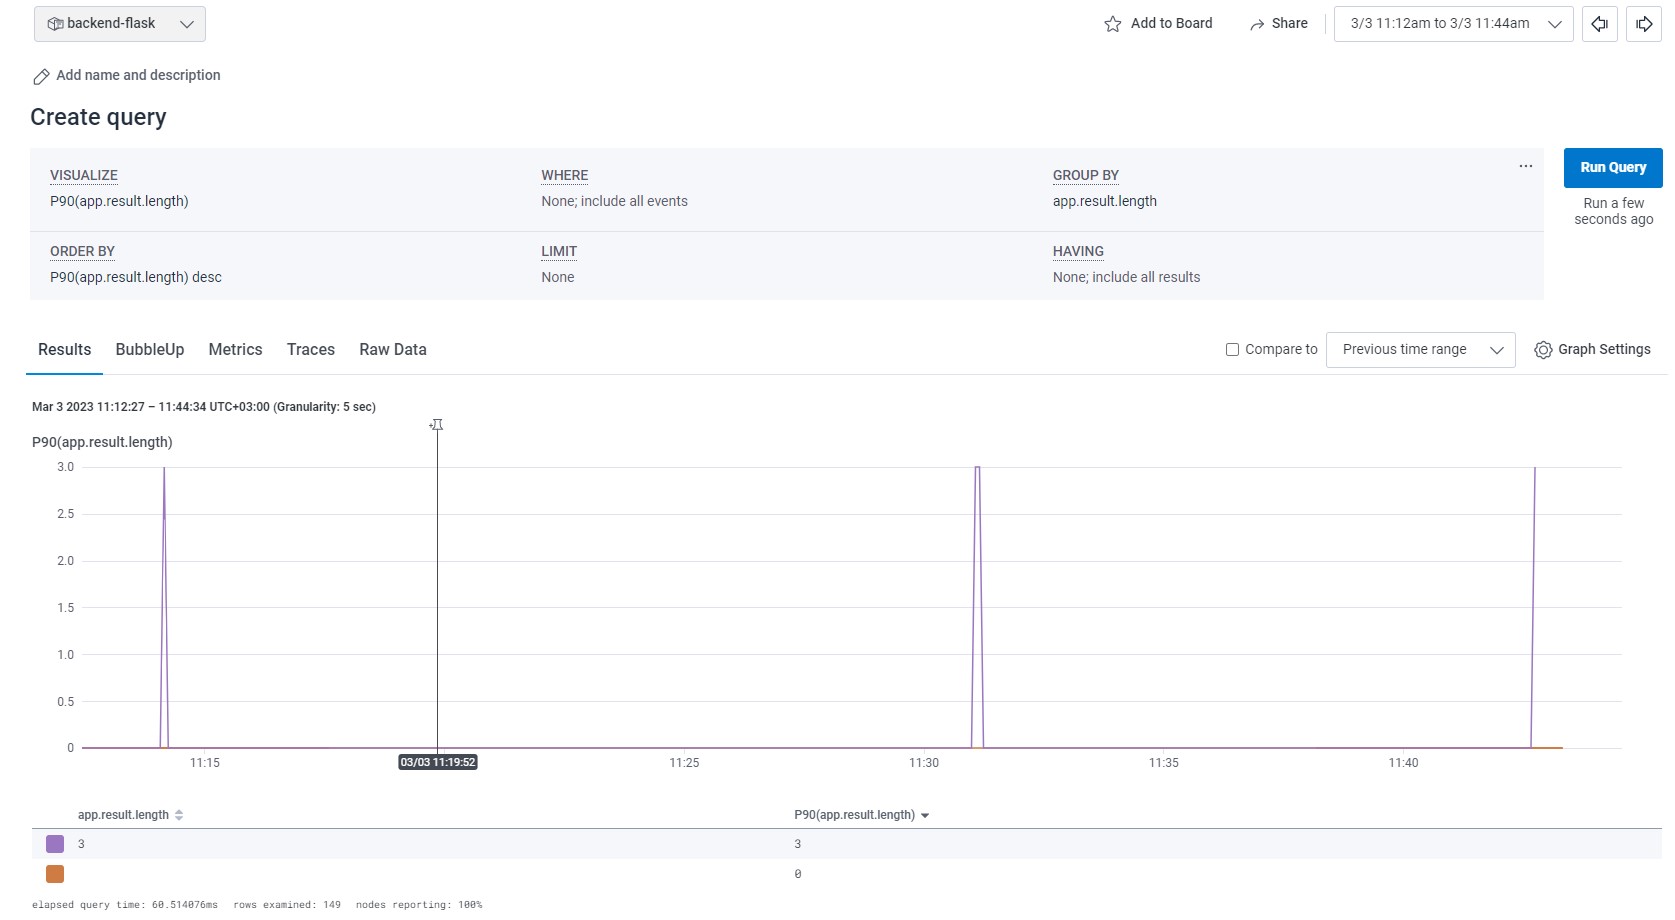 backend-flask
Add to Board
Share
3/3 11:12am to 3/3 11:44am
Add name and description
Create query
VISUALIZE
P90(app.result.length)
WHERE
None; include all events
GROUP BY
app.result.length
...
Run Query
Run a few
seconds ago
ORDER BY
P90(app.result.length) desc
LIMIT
None
HAVING
None; include all results
Results
BubbleUp
Metrics
Traces
Raw Data
Compare to
Previous time range
Graph Settings
Mar 3 2023 11:12:27 – 11:44:34 UTC+03:00 (Granularity: 5 sec)
P90(app.result.length)
3.0
2.5
2.0
1.5
1.0
0.5
0
11:15
03/03 11:19:52
11:25
11:30
11:35
11:40
app.result.length
P90(app.result.length)
3
3
0
elapsed query time: 60.514076ms rows examined: 149 nodes reporting: 100%